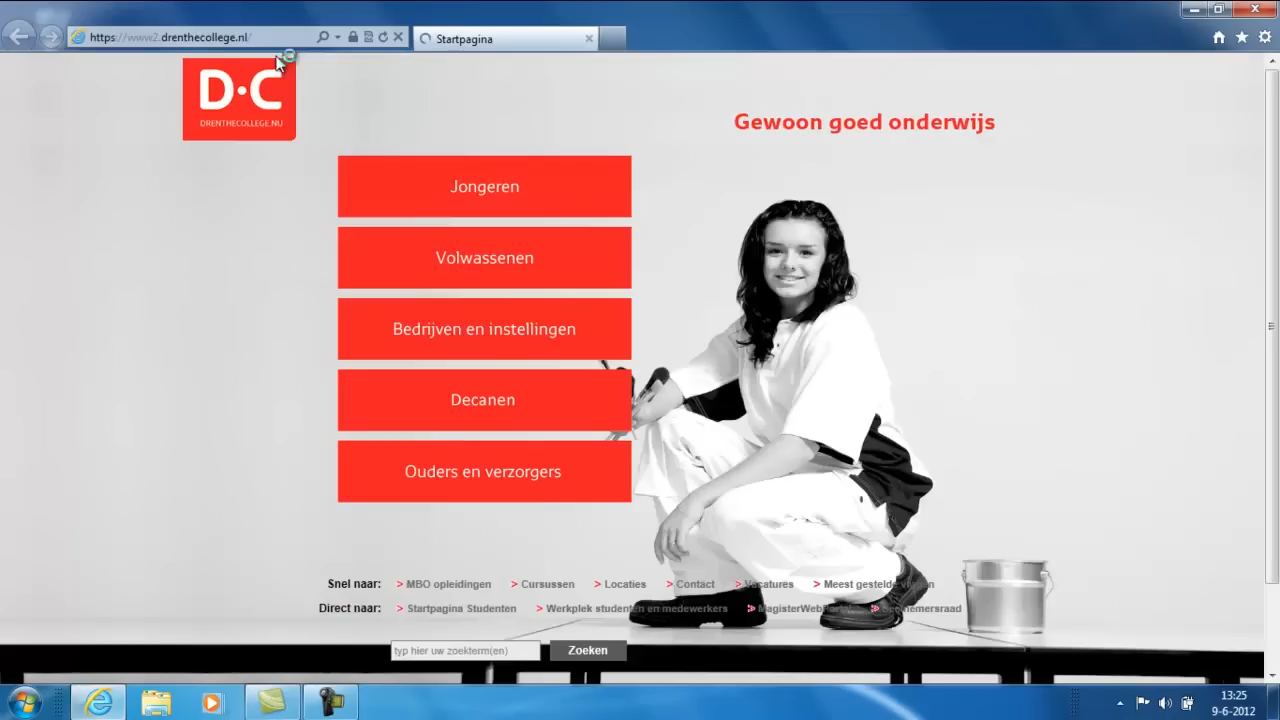 https://www2.drenthecollege.nl/
Startpagina
D·C
DRENTHECOLLEGE.NU
Gewoon goed onderwijs
Jongeren
Volwassenen
Bedrijven en instellingen
Decanen
Ouders en verzorgers
Snel naar: > MBO opleidingen > Cursussen > Locaties > Contact > Vacatures > Meest gestelde vragen
Direct naar: > Startpagina Studenten > Werkplek studenten en medewerkers > MagisterWebPortal >
typ hier uw zoekterm(en) Zoeken
13:25
9-6-2012